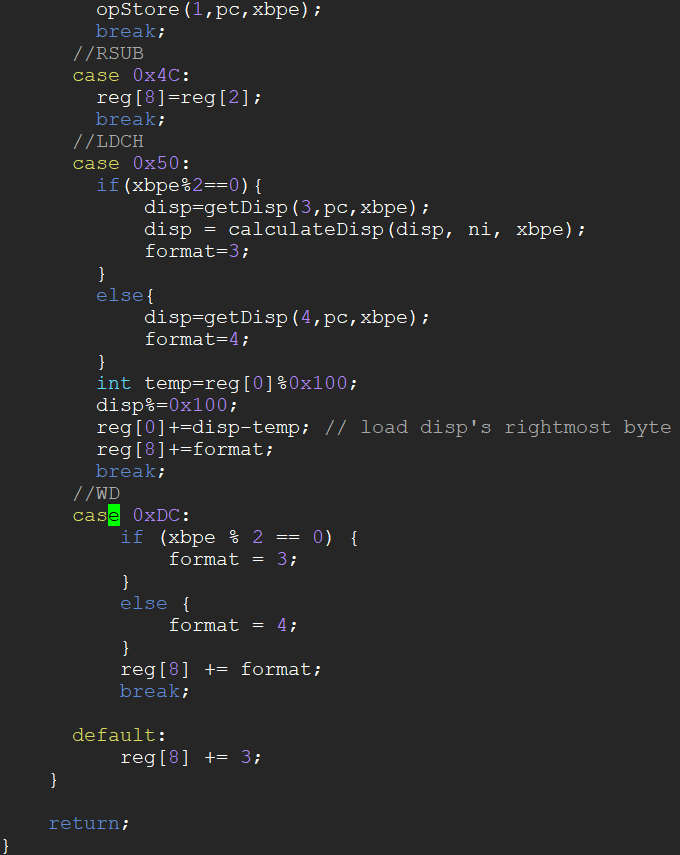 opStore(1,pc,xbpe);
        break;
      //RSUB
      case 0x4C:
        reg[8]=reg[2];
        break;
      //LDCH
      case 0x50:
        if(xbpe%2==0){
            disp=getDisp(3,pc,xbpe);
            disp = calculateDisp(disp, ni, xbpe);
            format=3;
        }
        else{
            disp=getDisp(4,pc,xbpe);
            format=4;
        }
        int temp=reg[0]%0x100;
        disp%=0x100;
        reg[0]+=disp-temp; // load disp's rightmost byte
        reg[8]+=format;
        break;
      //WD
      case 0xDC:
          if (xbpe % 2 == 0) {
              format = 3;
          }
          else {
              format = 4;
          }
          reg[8] += format;
          break;

      default:
          reg[8] += 3;
    }

    return;
}